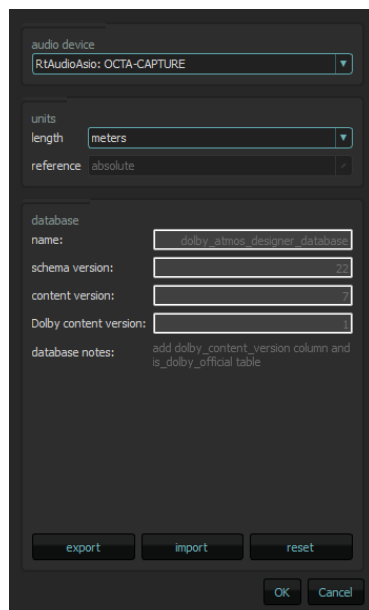 audio device
RtAudioAsio: OCTA-CAPTURE
units
length meters
reference absolute
database
name: dolby_atmos_designer_database
schema version: 22
content version: 7
Dolby content version: 1
database notes: add dolby_content_version column and
is_dolby_official table
export import reset
OK Cancel